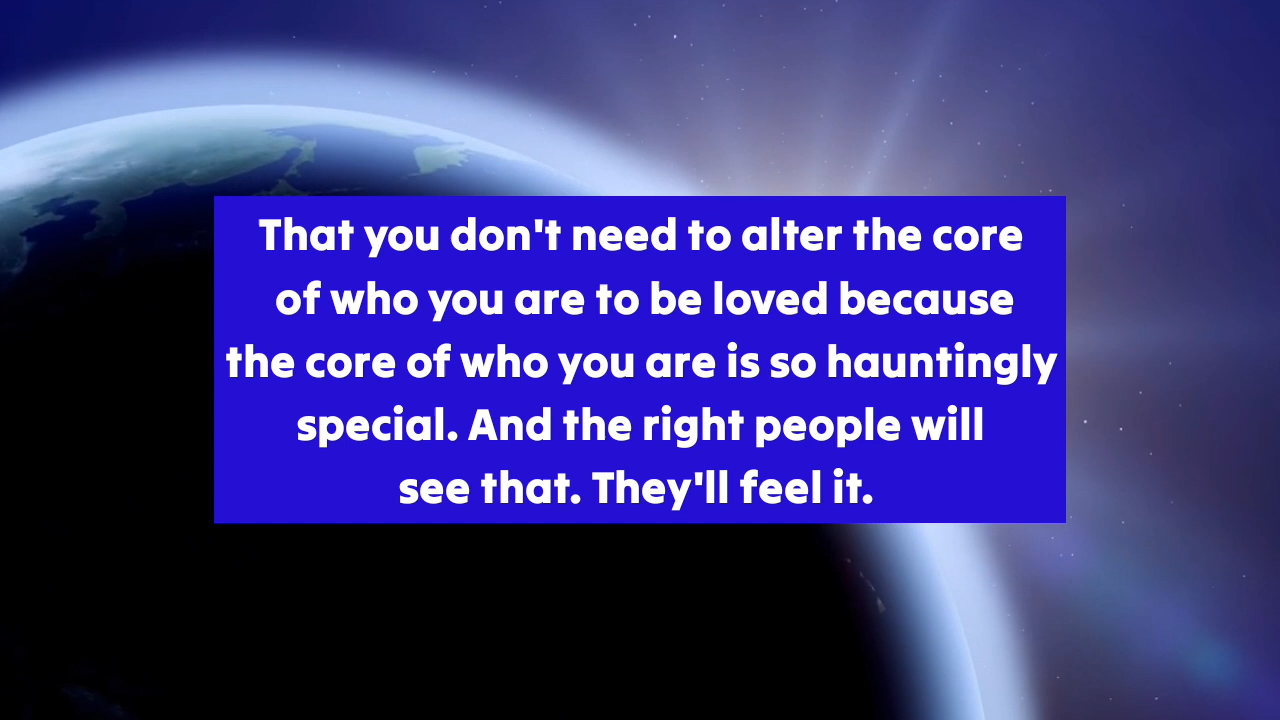 That you don't need to alter the core
of who you are to be loved because
the core of who you are is so hauntingly
special. And the right people will
see that. They'll feel it.